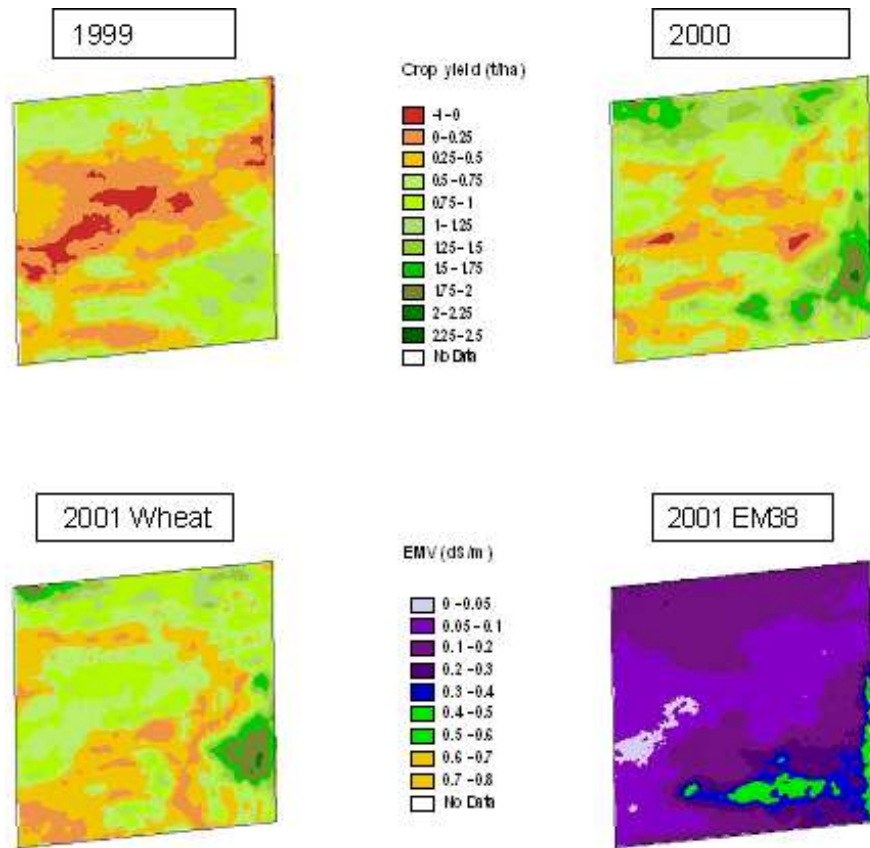 1999
2000
Crop yield (t/ha)
-1 - 0
0 - 0.25
0.25 - 0.5
0.5 - 0.75
0.75 - 1
1 - 1.25
1.25 - 1.5
1.5 - 1.75
1.75 - 2
2 - 2.25
2.25 - 2.5
No Data
2001 Wheat
2001 EM38
EMV (dS/m)
0 - 0.05
0.05 - 0.1
0.1 - 0.2
0.2 - 0.3
0.3 - 0.4
0.4 - 0.5
0.5 - 0.6
0.6 - 0.7
0.7 - 0.8
No Data